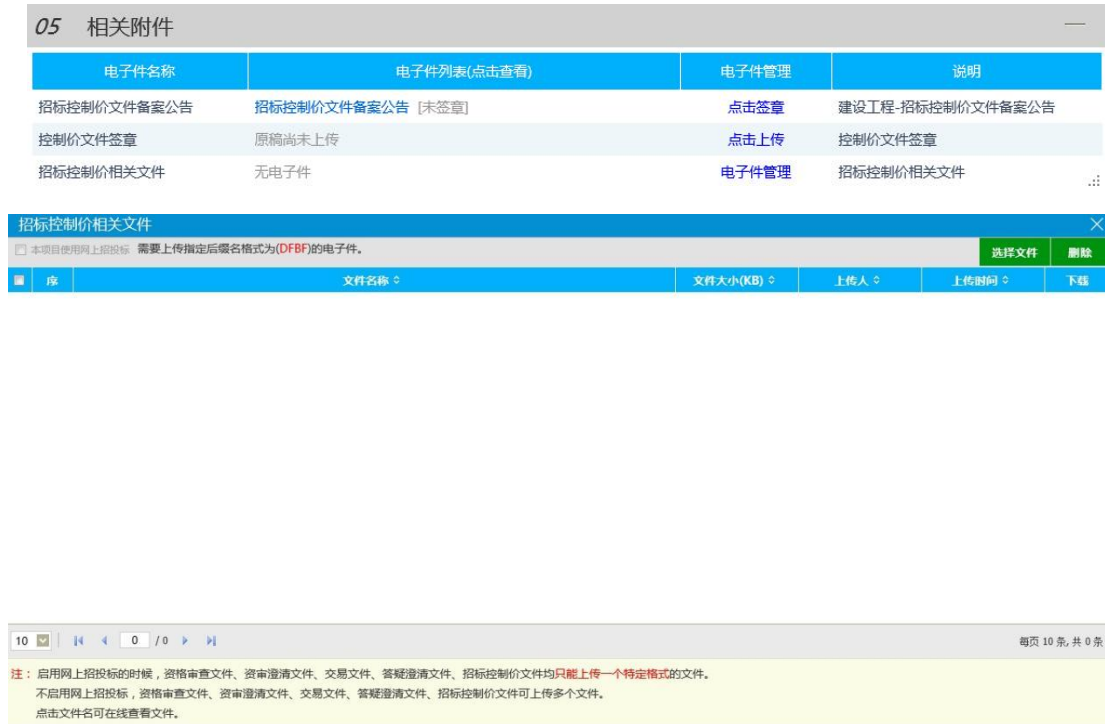 05 相关附件
电子件名称 电子件列表(点击查看) 电子件管理 说明
招标控制价文件备案公告 招标控制价文件备案公告 [未签章] 点击签章 建设工程-招标控制价文件备案公告
控制价文件签章 原稿尚未上传 点击上传 控制价文件签章
招标控制价相关文件 无电子件 电子件管理 招标控制价相关文件
招标控制价相关文件
本项目使用网上招投标 需要上传指定后缀名格式为(DFBF)的电子件。 选择文件 删除
序 文件名称 文件大小(KB) 上传人 上传时间 下载
10 0 / 0 每页 10 条, 共 0 条
注：启用网上招投标的时候，资格审查文件、资审澄清文件、交易文件、答疑澄清文件、招标控制价文件均只能上传一个特定格式的文件。
不启用网上招投标，资格审查文件、资审澄清文件、交易文件、答疑澄清文件、招标控制价文件可上传多个文件。
点击文件名可在线查看文件。